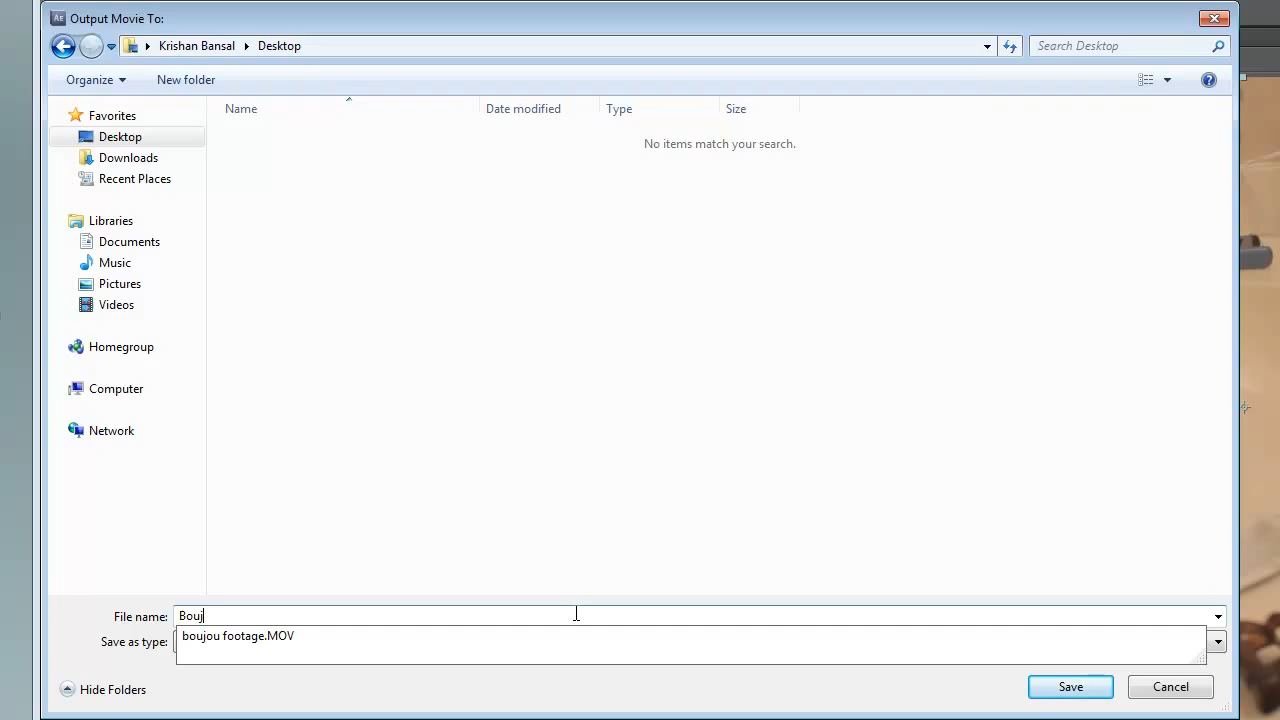 Ae Output Movie To:
Krishan Bansal Desktop Search Desktop
Organize New folder
Name Date modified Type Size
No items match your search.
Favorites
Desktop
Downloads
Recent Places
Libraries
Documents
Music
Pictures
Videos
Homegroup
Computer
Network
File name: Bouj
boujou footage.MOV
Save as type:
Hide Folders Save Cancel